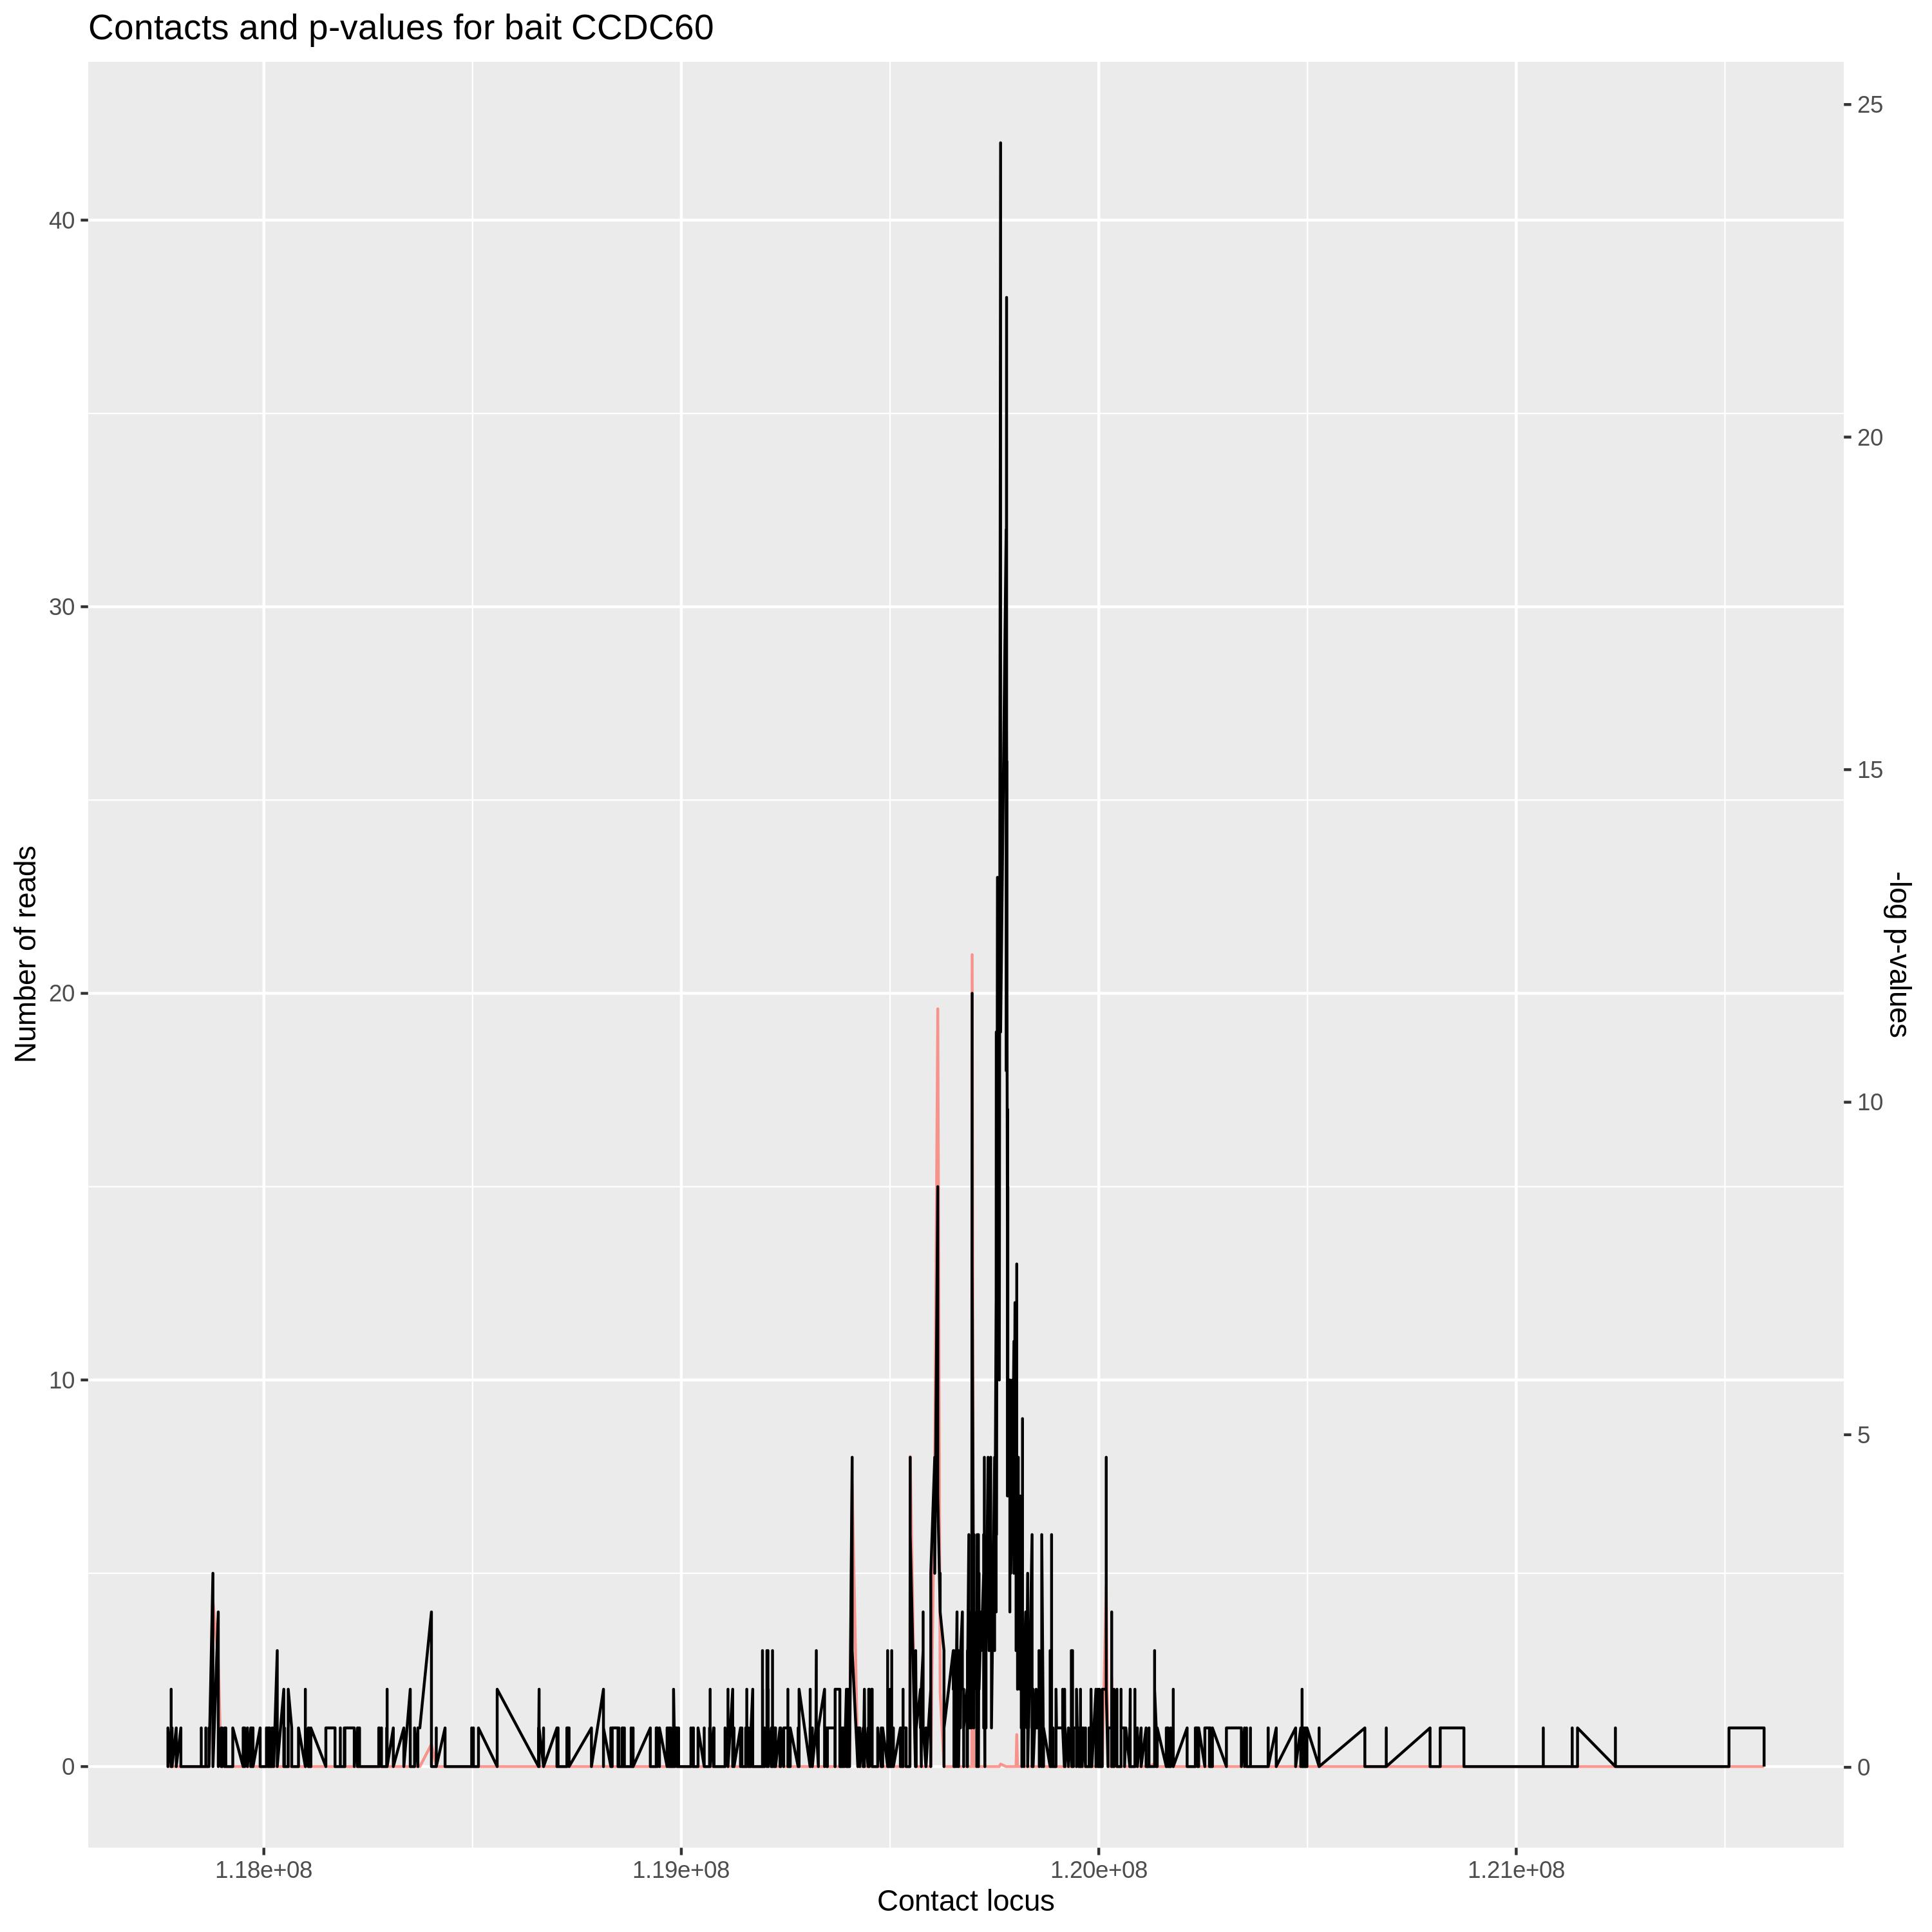 Contacts and p-values for bait CCDC60
40
30
20
10
0
Number of reads
25
20
15
10
5
0
-log p-values
1.18e+08
1.19e+08
1.20e+08
1.21e+08
Contact locus